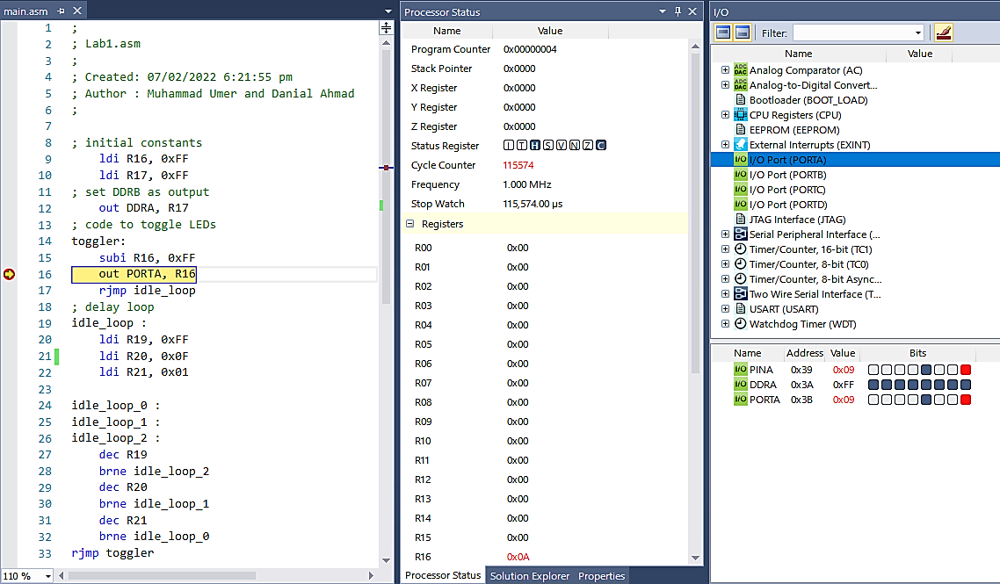 main.asm
1 ;
2 ; Lab1.asm
3 ;
4 ; Created: 07/02/2022 6:21:55 pm
5 ; Author : Muhammad Umer and Danial Ahmad
6 ;
7
8 ; initial constants
9 ldi R16, 0xFF
10 ldi R17, 0xFF
11 ; set DDRB as output
12 out DDRA, R17
13 ; code to toggle LEDs
14 toggler:
15 subi R16, 0xFF
16 out PORTA, R16
17 rjmp idle_loop
18 ; delay loop
19 idle_loop :
20 ldi R19, 0xFF
21 ldi R20, 0x0F
22 ldi R21, 0x01
23
24 idle_loop_0 :
25 idle_loop_1 :
26 idle_loop_2 :
27 dec R19
28 brne idle_loop_2
29 dec R20
30 brne idle_loop_1
31 dec R21
32 brne idle_loop_0
33 rjmp toggler
110 %
Processor Status
Name Value
Program Counter 0x00000004
Stack Pointer 0x0000
X Register 0x0000
Y Register 0x0000
Z Register 0x0000
Status Register I T H S V N Z C
Cycle Counter 115574
Frequency 1.000 MHz
Stop Watch 115,574.00 µs
Registers
R00 0x00
R01 0x00
R02 0x00
R03 0x00
R04 0x00
R05 0x00
R06 0x00
R07 0x00
R08 0x00
R09 0x00
R10 0x00
R11 0x00
R12 0x00
R13 0x00
R14 0x00
R15 0x00
R16 0x0A
Processor Status Solution Explorer Properties
I/O
Filter:
Name Value
ADC DAC Analog Comparator (AC)
ADC DAC Analog-to-Digital Convert...
Bootloader (BOOT_LOAD)
CPU Registers (CPU)
EEPROM (EEPROM)
External Interrupts (EXINT)
I/O I/O Port (PORTA)
I/O I/O Port (PORTB)
I/O I/O Port (PORTC)
I/O I/O Port (PORTD)
JTAG Interface (JTAG)
Serial Peripheral Interface (...
Timer/Counter, 16-bit (TC1)
Timer/Counter, 8-bit (TC0)
Timer/Counter, 8-bit Async...
Two Wire Serial Interface (T...
USART (USART)
Watchdog Timer (WDT)
Name Address Value Bits
I/O PINA 0x39 0x09
I/O DDRA 0x3A 0xFF
I/O PORTA 0x3B 0x09